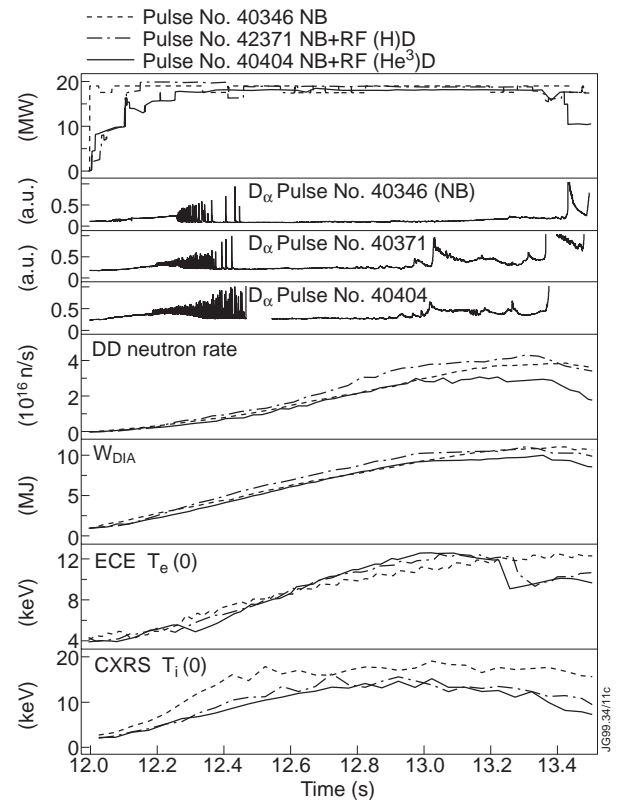 Pulse No. 40346 NB
Pulse No. 42371 NB+RF (H)D
Pulse No. 40404 NB+RF (He³)D
20
10
0
(MW)
Dα Pulse No. 40346 (NB)
0.5
0
(a.u.)
Dα Pulse No. 40371
0.5
0
(a.u.)
Dα Pulse No. 40404
0.5
0
(a.u.)
DD neutron rate
4
2
0
(10¹⁶ n/s)
WDIA
10
5
0
(MJ)
ECE Te (0)
12
8
4
(keV)
CXRS Ti (0)
20
10
0
(keV)
12.0 12.2 12.4 12.6 12.8 13.0 13.2 13.4
Time (s)
JG99.34/11c